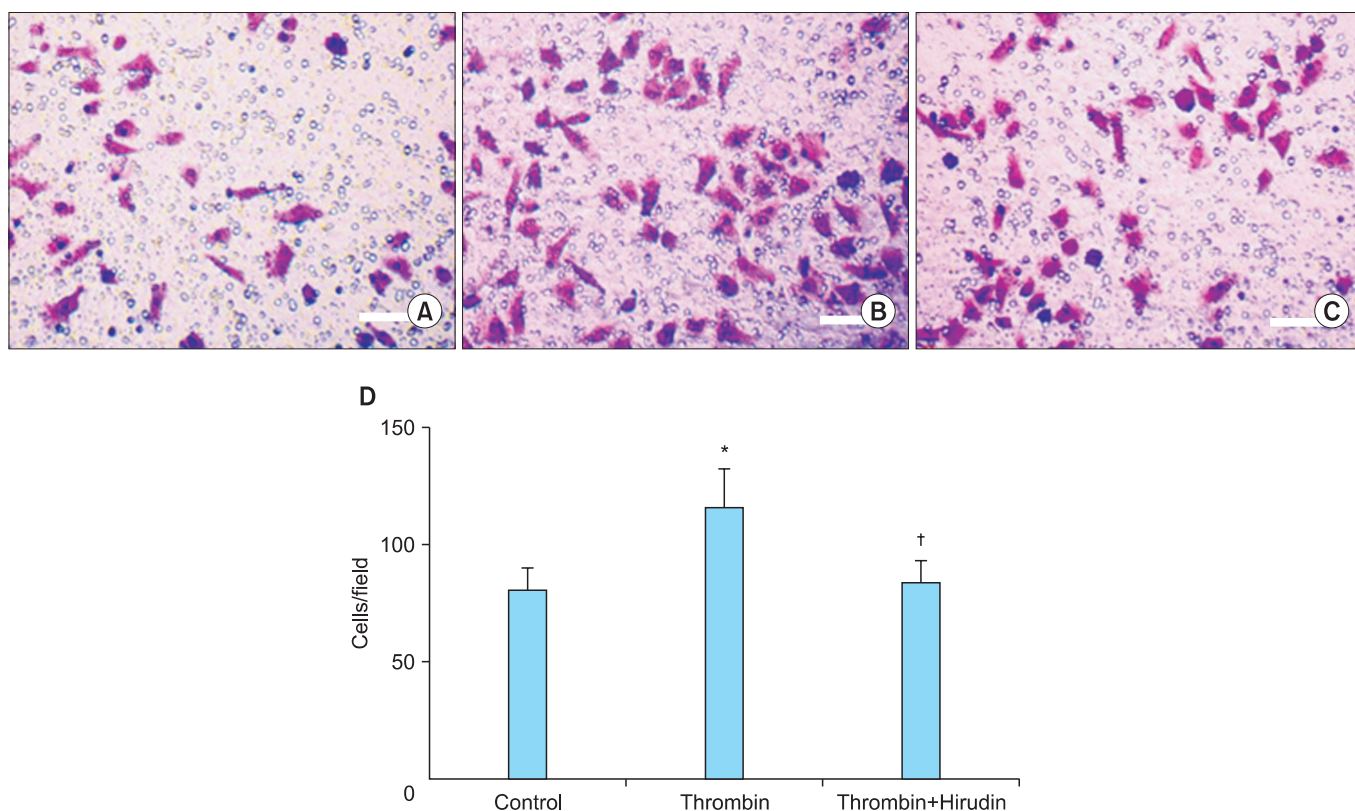 A
B
C
D
150
*
†
100
Cells/field
50
0
Control
Thrombin
Thrombin+Hirudin